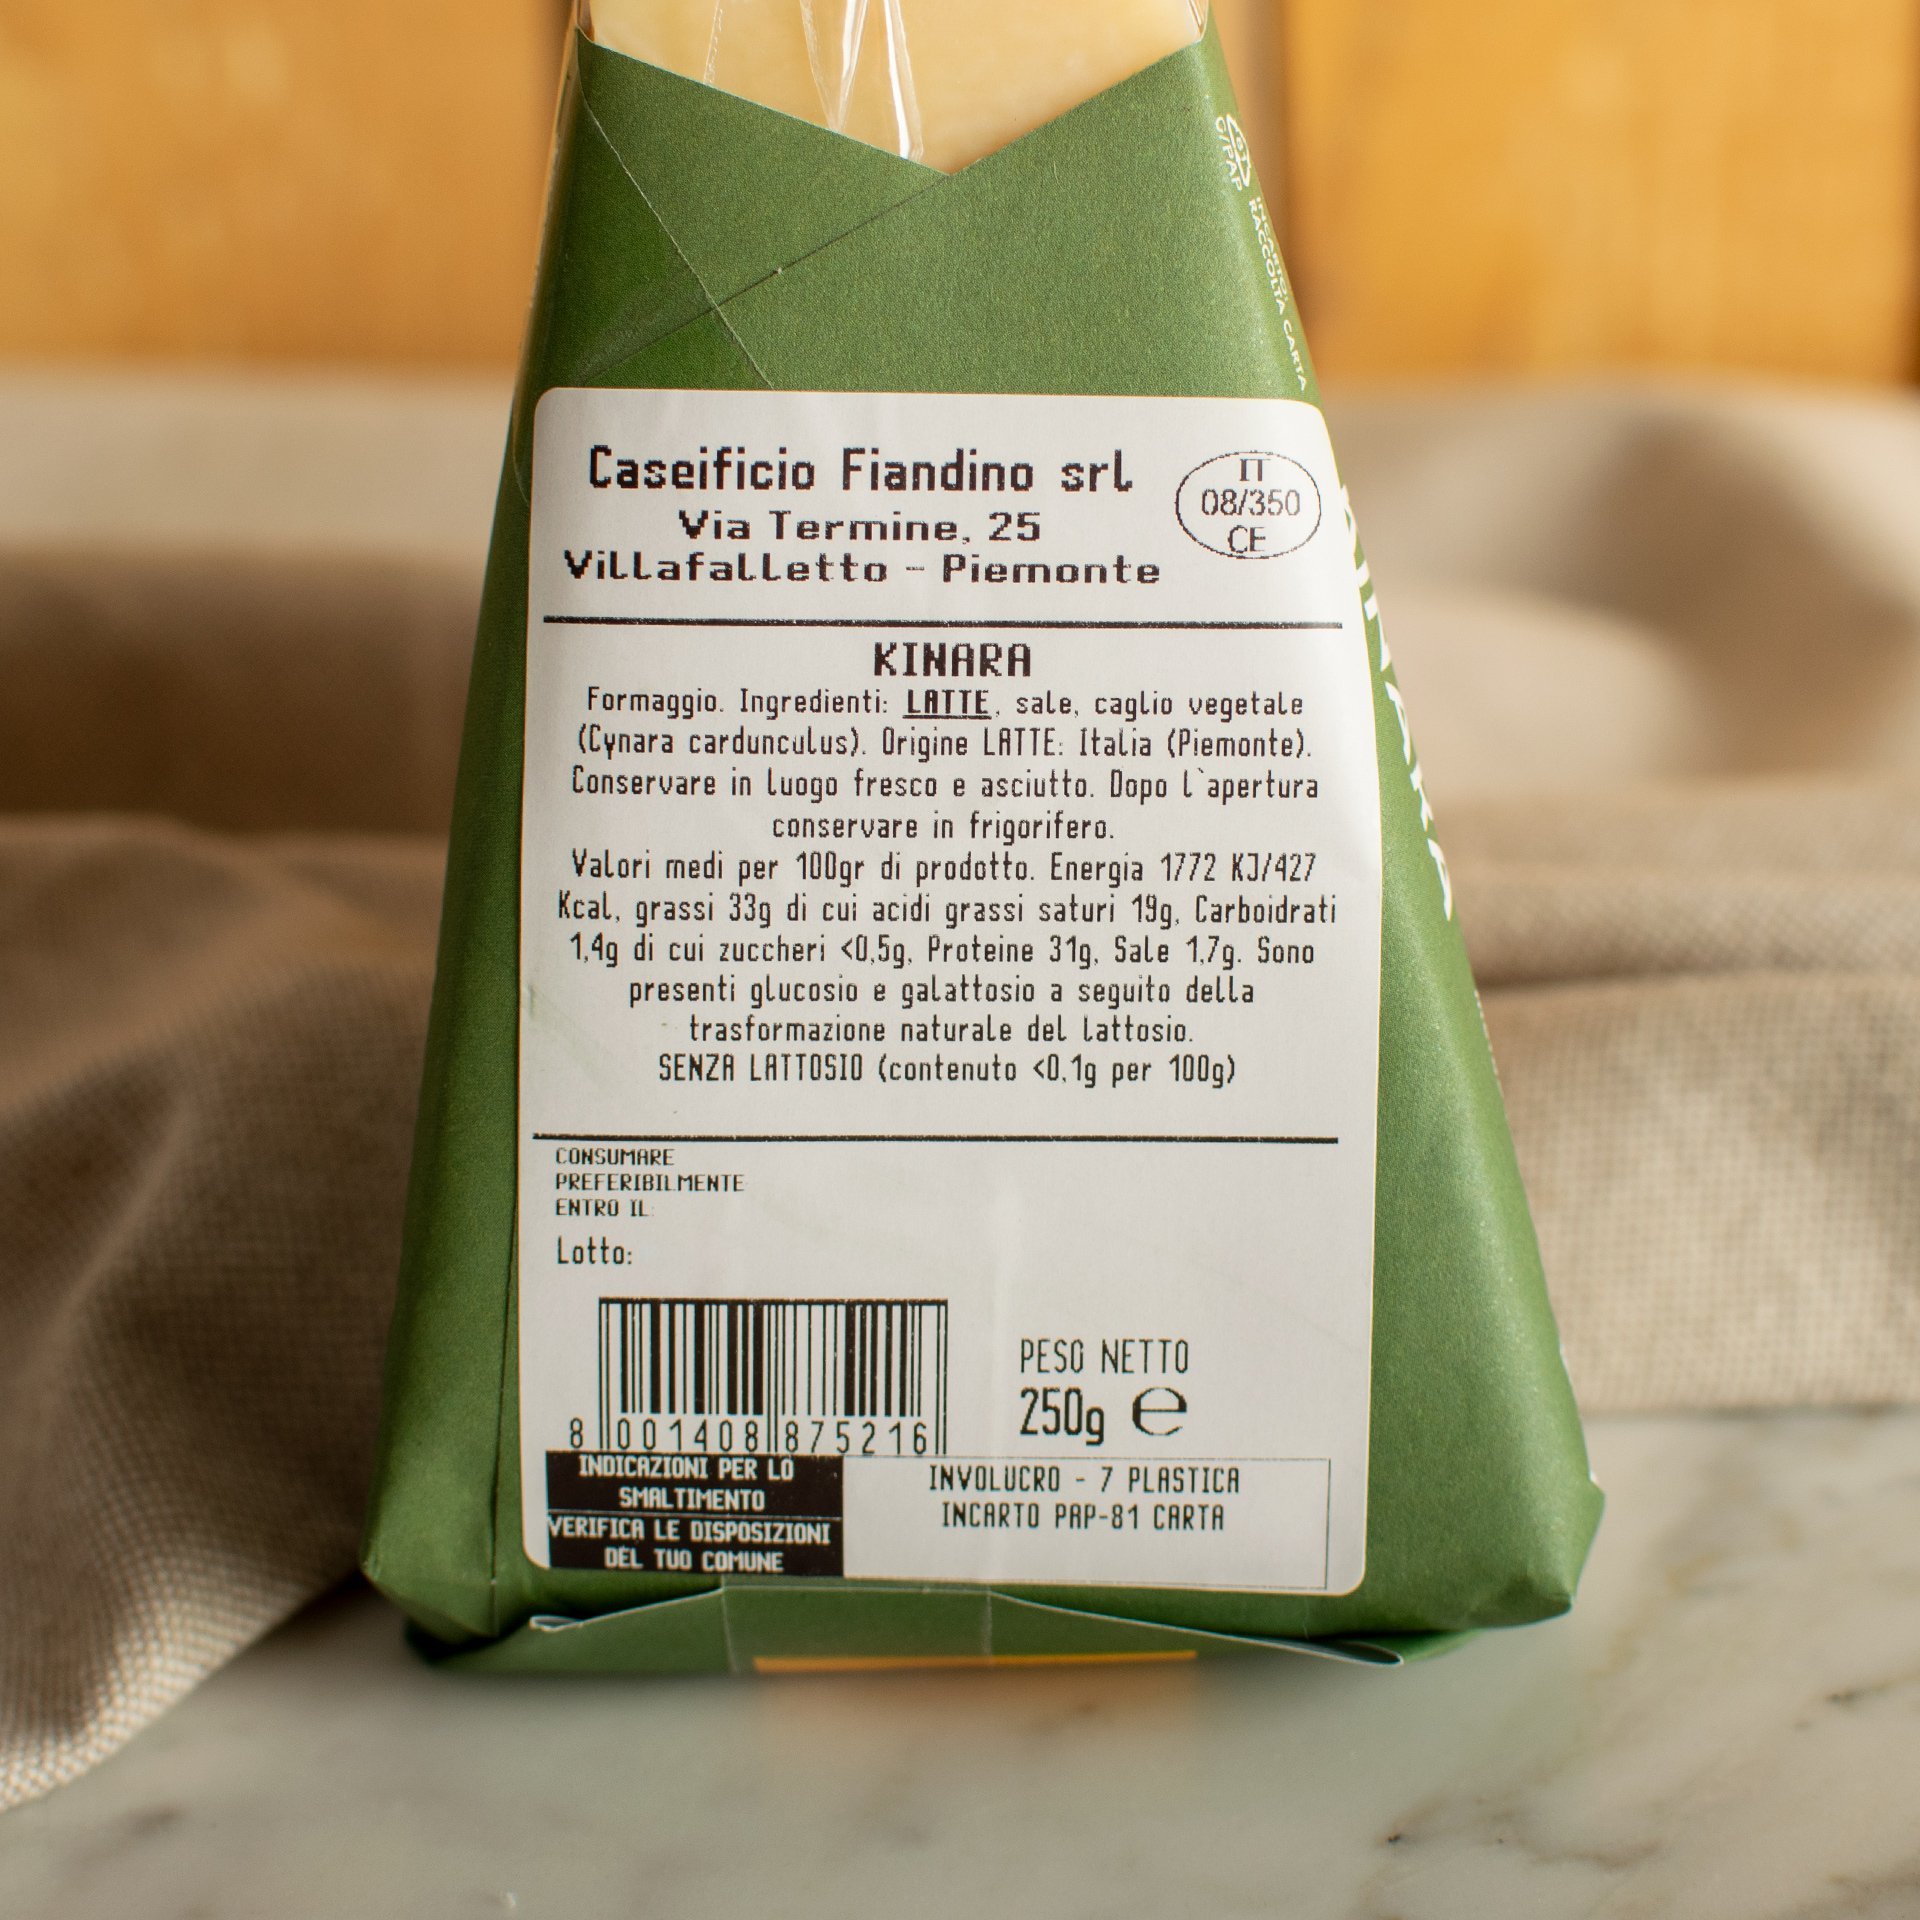 C/PAP
INCARTO:
RACCOLTA CARTA
Caseificio Fiandino srl
Via Termine, 25
Villafalletto - Piemonte
IT
08/350
CE
KINARA
Formaggio. Ingredienti: LATTE, sale, caglio vegetale
(Cynara cardunculus). Origine LATTE: Italia (Piemonte).
Conservare in luogo fresco e asciutto. Dopo l`apertura
conservare in frigorifero.
Valori medi per 100gr di prodotto. Energia 1772 KJ/427
Kcal, grassi 33g di cui acidi grassi saturi 19g, Carboidrati
1,4g di cui zuccheri <0,5g, Proteine 31g, Sale 1,7g. Sono
presenti glucosio e galattosio a seguito della
trasformazione naturale del lattosio.
SENZA LATTOSIO (contenuto <0,1g per 100g)
CONSUMARE
PREFERIBILMENTE
ENTRO IL:
Lotto:
8 001408 875216
PESO NETTO
250g e
INDICAZIONI PER LO
SMALTIMENTO
VERIFICA LE DISPOSIZIONI
DEL TUO COMUNE
INVOLUCRO - 7 PLASTICA
INCARTO PAP-81 CARTA